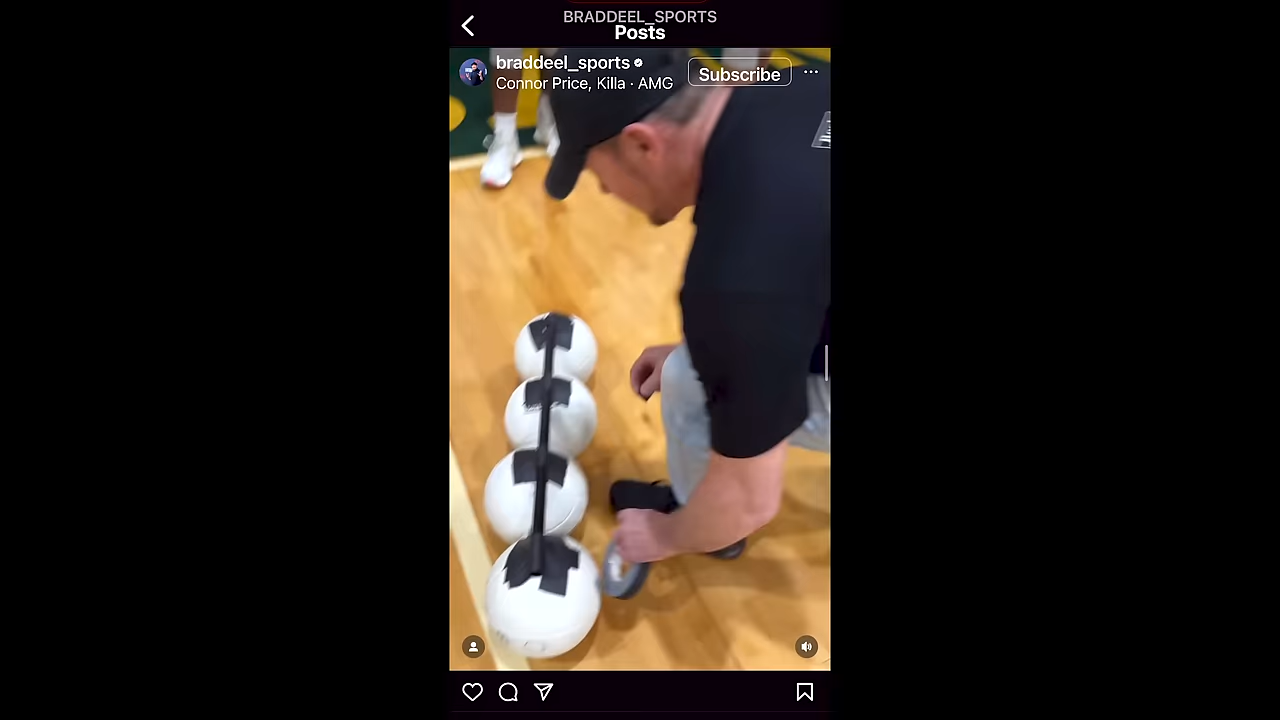 BRADDEEL_SPORTS
Posts
braddeel_sports
Subscribe
Connor Price, Killa · AMG